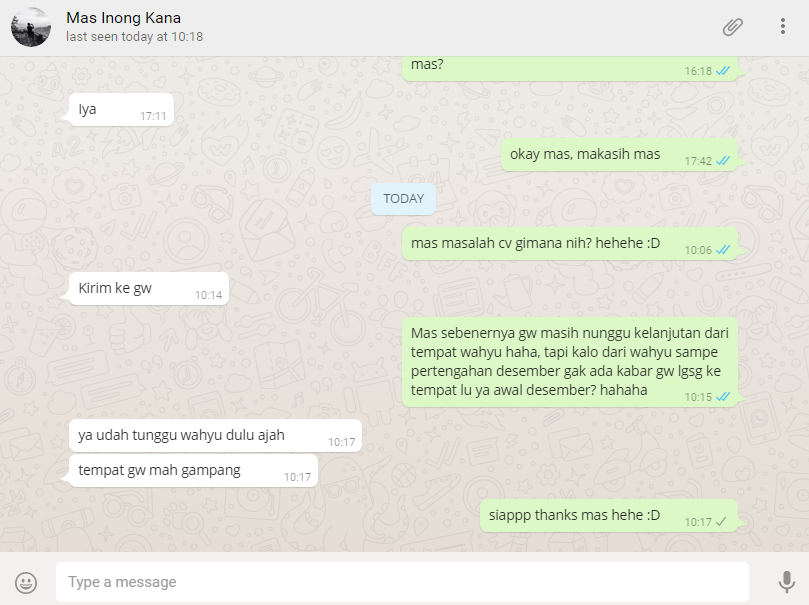 Mas Inong Kana
last seen today at 10:18
mas?
16:18
Iya
17:11
okay mas, makasih mas
17:42
TODAY
mas masalah cv gimana nih? hehehe :D
10:06
Kirim ke gw
10:14
Mas sebenernya gw masih nunggu kelanjutan dari
tempat wahyu haha, tapi kalo dari wahyu sampe
pertengahan desember gak ada kabar gw lgsg ke
tempat lu ya awal desember? hahaha
10:15
ya udah tunggu wahyu dulu ajah
10:17
tempat gw mah gampang
10:17
siappp thanks mas hehe :D
10:17
Type a message